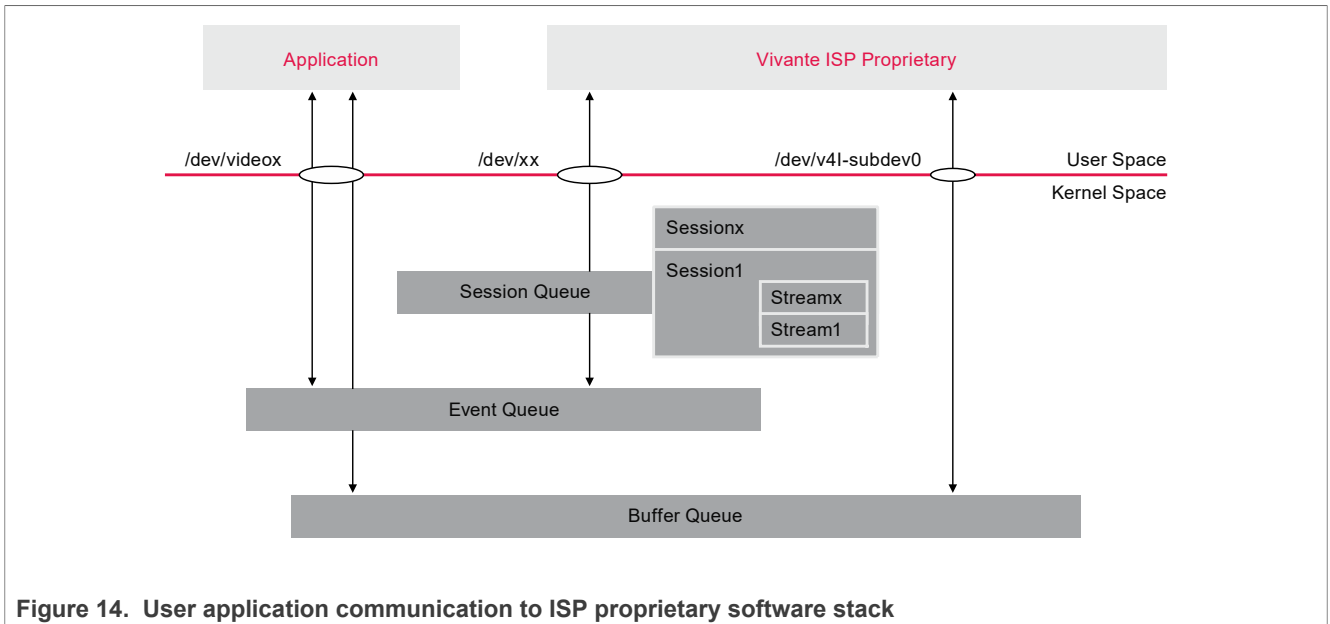 Application
Vivante ISP Proprietary
/dev/videox
/dev/xx
/dev/v4l-subdev0
User Space
Kernel Space
Sessionx
Session1
Session Queue
Streamx
Stream1
Event Queue
Buffer Queue
Figure 14. User application communication to ISP proprietary software stack